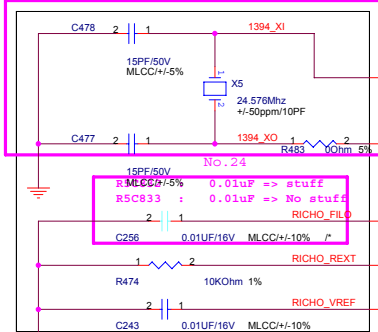 C478 2 1 1394_XI
15PF/50V
MLCC/+/-5%
1
X5
2
24.576Mhz
+/-50ppm/10PF
C477 2 1 1394_XO 1 2
R483 0Ohm 5%
No.24
15PF/50V
MLCC/+/-5%
R5C832 : 0.01uF => stuff
R5C833 : 0.01uF => No stuff
2 1 RICHO_FILO
C256 0.01UF/16V MLCC/+/-10% /*
1 2 RICHO_REXT
R474 10KOhm 1%
2 1 RICHO_VREF
C243 0.01UF/16V MLCC/+/-10%